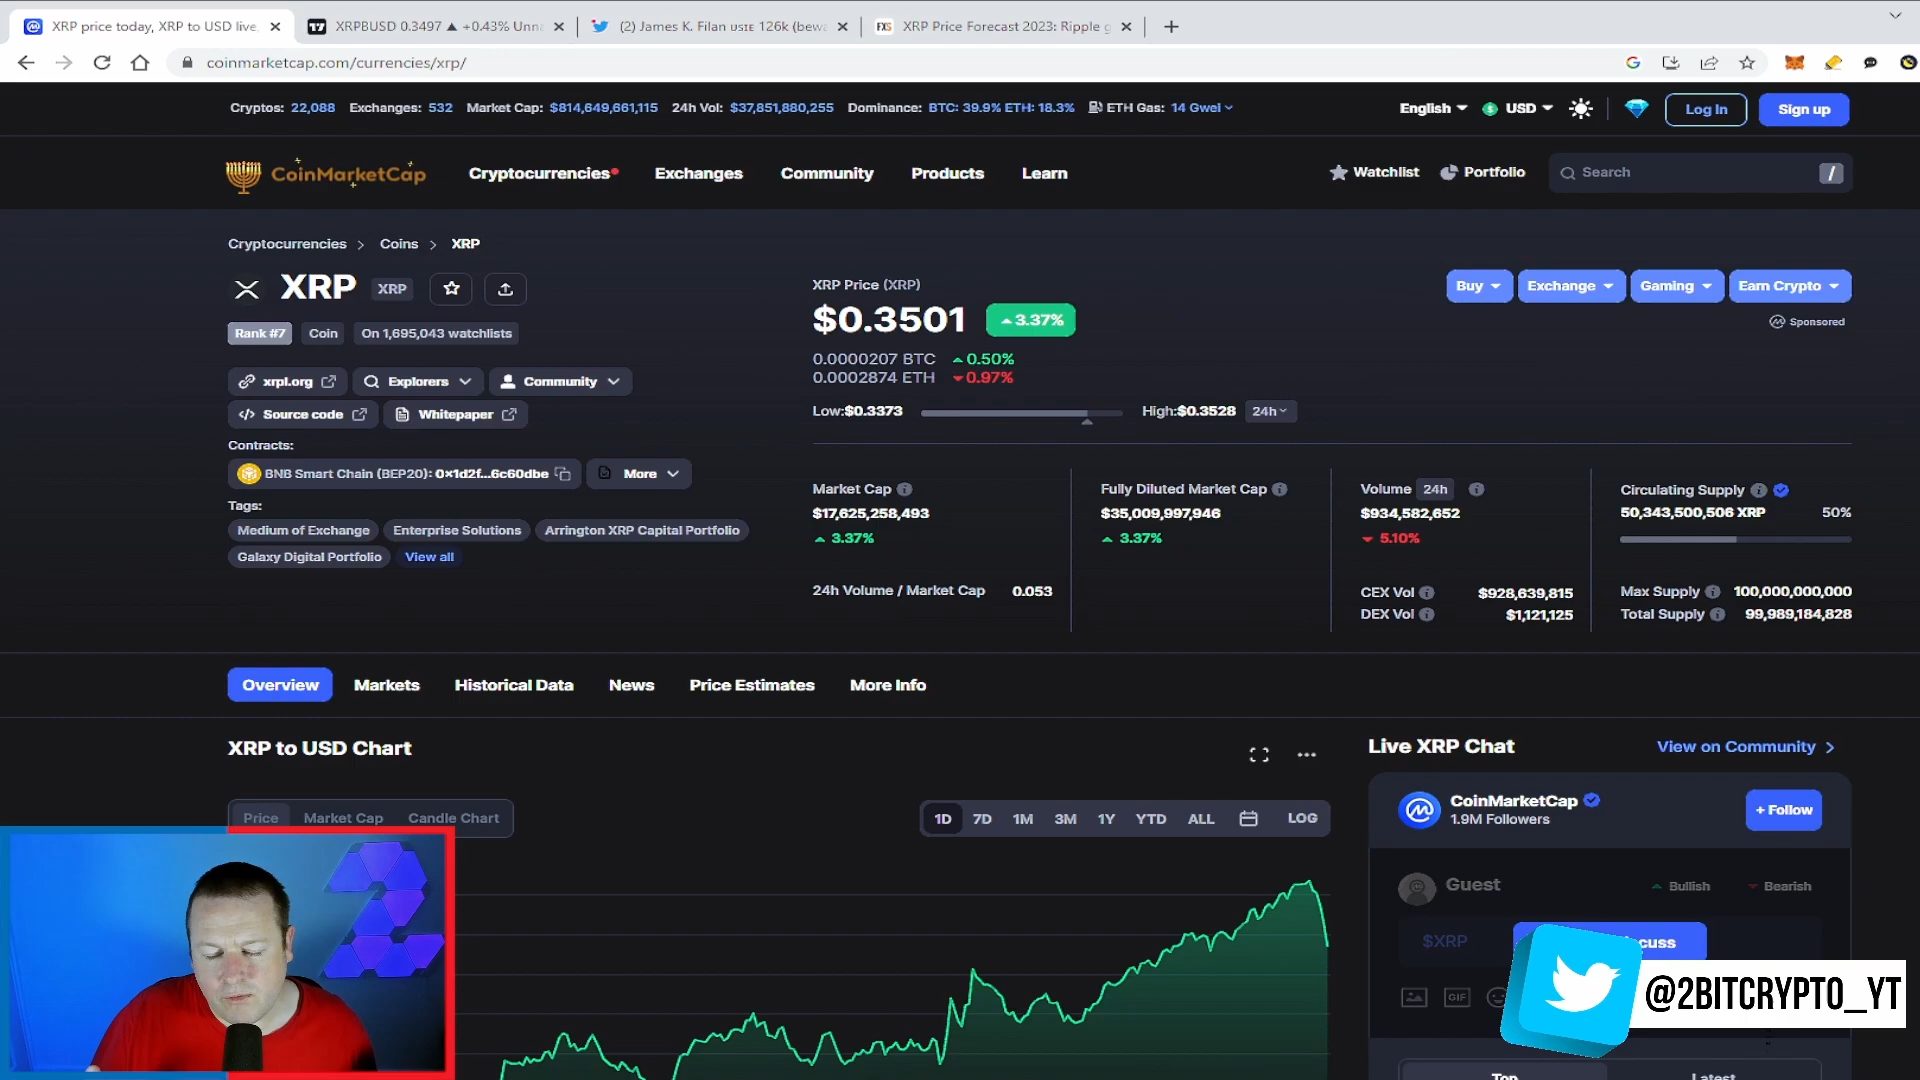 XRP price today, XRP to USD live,
XRPBUSD 0.3497 ▲ +0.43% Unn
(2) James K. Filan 126k (bewa
FXS XRP Price Forecast 2023: Ripple g
coinmarketcap.com/currencies/xrp/
Cryptos: 22,088 Exchanges: 532 Market Cap: $814,649,661,115 24h Vol: $37,851,880,255 Dominance: BTC: 39.9% ETH: 18.3% ETH Gas: 14 Gwei
English USD Log In Sign up
CoinMarketCap Cryptocurrencies Exchanges Community Products Learn
Watchlist Portfolio Search /
Cryptocurrencies > Coins > XRP
XRP XRP
Rank #7 Coin On 1,695,043 watchlists
xrpl.org Explorers Community
Source code Whitepaper
Contracts:
BNB Smart Chain (BEP20): 0x1d2f...6c60dbe More
Tags:
Medium of Exchange Enterprise Solutions Arrington XRP Capital Portfolio
Galaxy Digital Portfolio View all
XRP Price (XRP)
$0.3501 3.37%
0.0000207 BTC 0.50%
0.0002874 ETH 0.97%
Low:$0.3373 High:$0.3528 24h
Buy Exchange Gaming Earn Crypto
Sponsored
Market Cap
$17,625,258,493
3.37%
24h Volume / Market Cap 0.053
Fully Diluted Market Cap
$35,009,997,946
3.37%
Volume 24h
$934,582,652
5.10%
CEX Vol $928,639,815
DEX Vol $1,121,125
Circulating Supply
50,343,500,506 XRP 50%
Max Supply 100,000,000,000
Total Supply 99,989,184,828
Overview Markets Historical Data News Price Estimates More Info
XRP to USD Chart
Price Market Cap Candle Chart
1D 7D 1M 3M 1Y YTD ALL LOG
Live XRP Chat View on Community >
CoinMarketCap + Follow
1.9M Followers
Guest Bullish Bearish
$XRP cuss
GIF
@2BITCRYPTO_YT
Top Latest